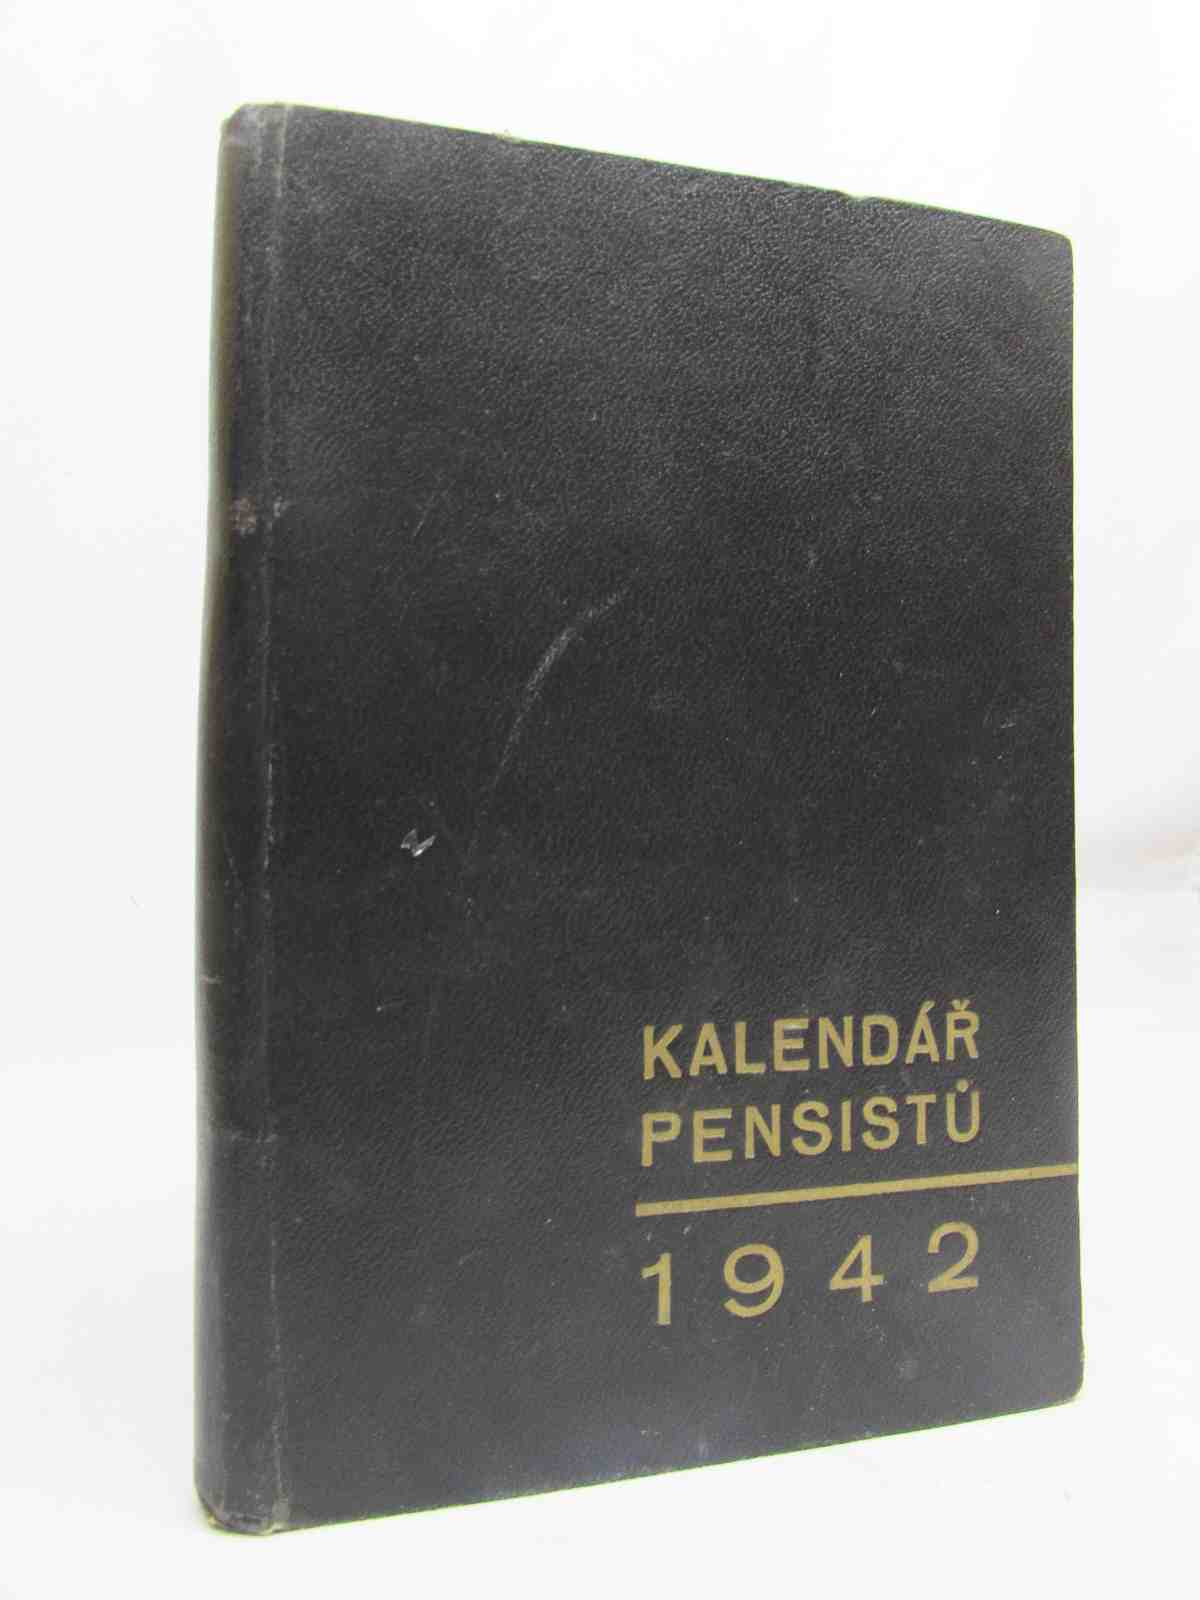 KALENDÁŘ
PENSISTŮ
1942